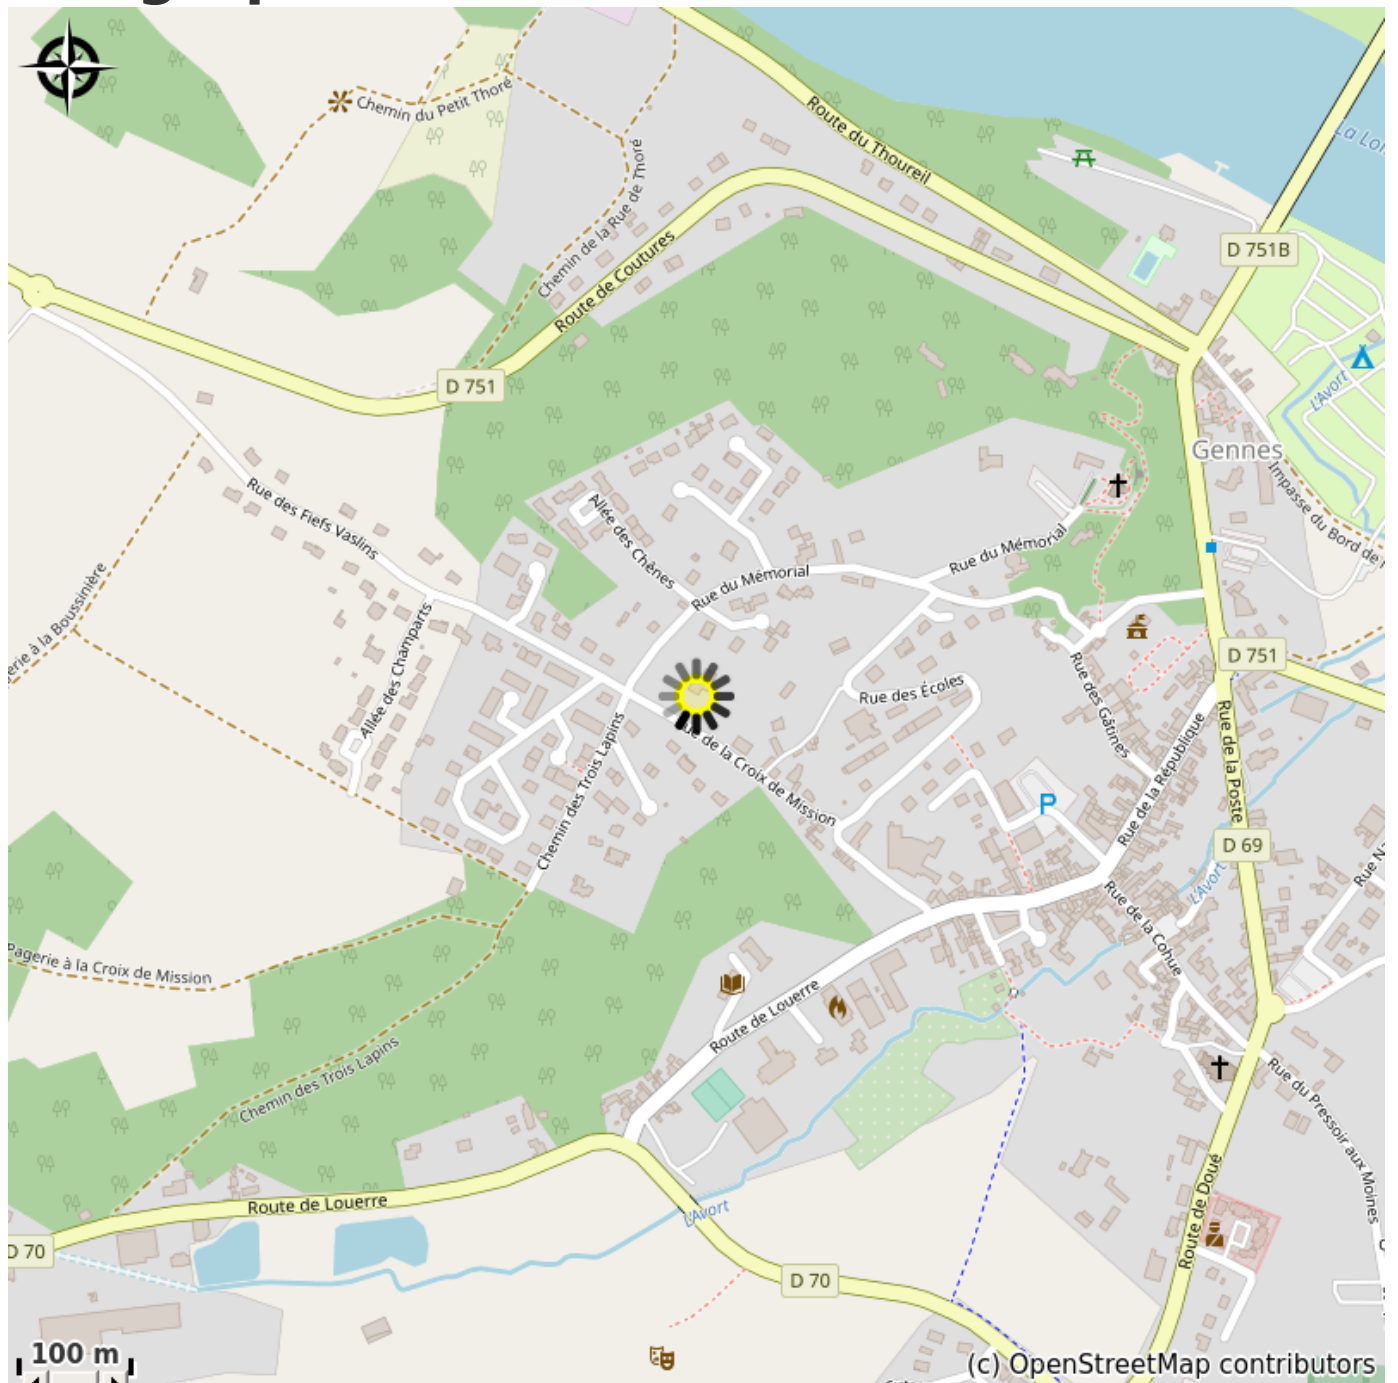 Chemin du Petit Thoré
Route du Thoureil
La Loi
Chemin de la Rue de Thoré
Route de Coutures
D 751B
D 751
L'Avort
Gennes
Impasse du Bord de
Rue des Fiefs Vaslins
Allée des Chênes
Rue du Mémorial
Rue du Mémorial
erie à la Boussinière
Allée des Champarts
D 751
Rue des Écoles
Rue des Gâtines
Rue de la République
Rue de la Poste
Rue de la Croix de Mission
Chemin des Trois Lapins
P
D 69
Rue
L'Avort
Rue de la Cohue
Pagerie à la Croix de Mission
Route de Louerre
Chemin des Trois Lapins
Rue du Pressoir aux Moines
Route de Doué
Route de Louerre
L'Avort
D 70
D 70
100 m
(c) OpenStreetMap contributors